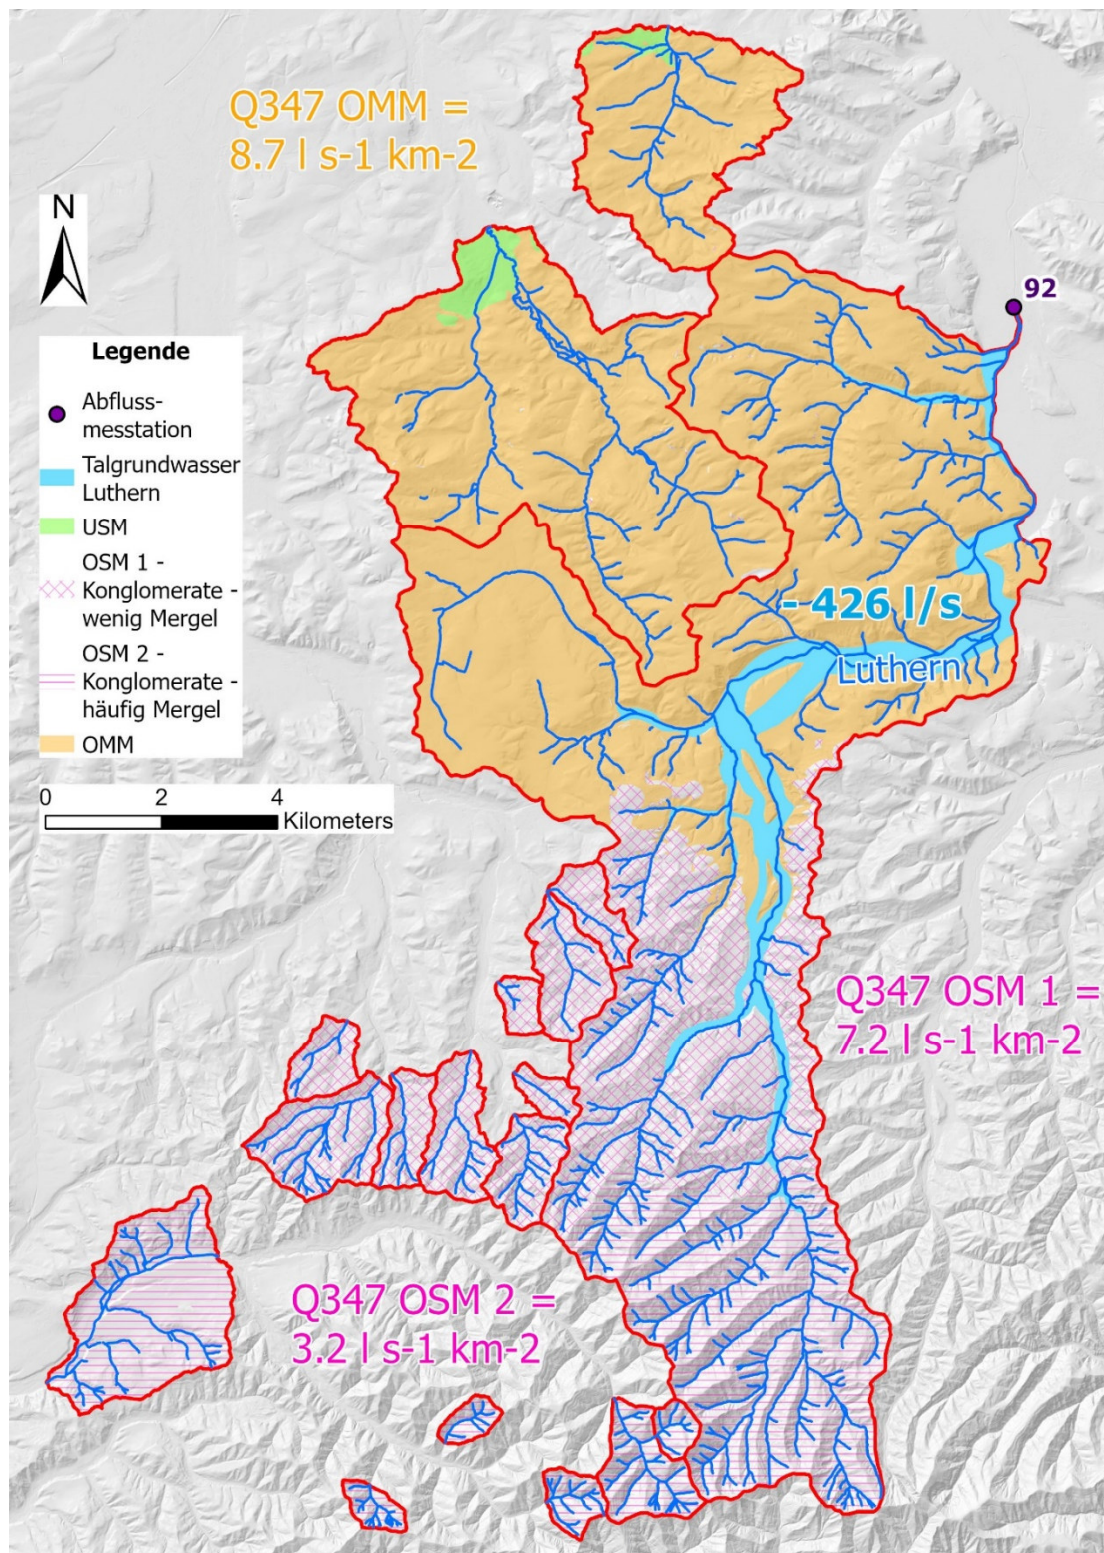 Q347 OMM =
8.7 l s-1 km-2
N
92
Legende
Abfluss-
messtation
Talgrundwasser
Luthern
USM
OSM 1 -
Konglomerate -
wenig Mergel
OSM 2 -
Konglomerate -
häufig Mergel
OMM
- 426 l/s
Luthern
0 2 4
Kilometers
Q347 OSM 1 =
7.2 l s-1 km-2
Q347 OSM 2 =
3.2 l s-1 km-2